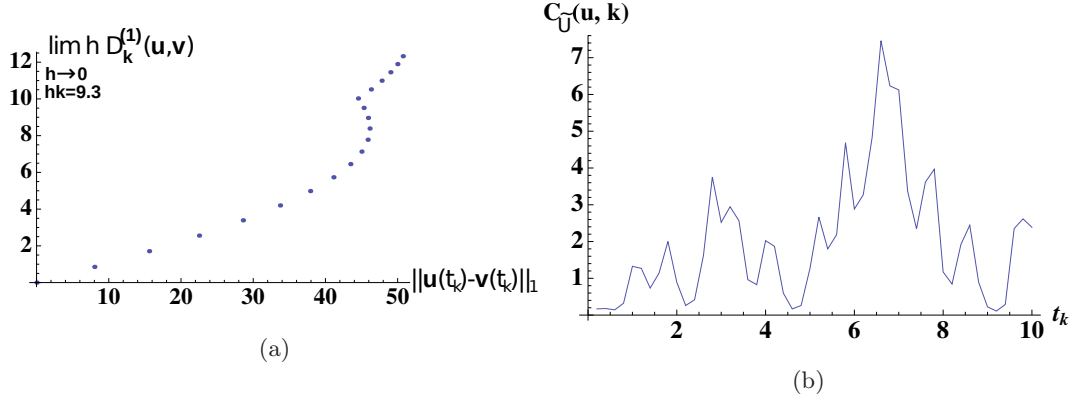 lim h D_k^(1)(u,v)
h→0
hk=9.3
12
10
8
6
4
2
10 20 30 40 50
||u(t_k)-v(t_k)||_1
(a)
C_Ũ(u, k)
7
6
5
4
3
2
1
2 4 6 8 10
t_k
(b)